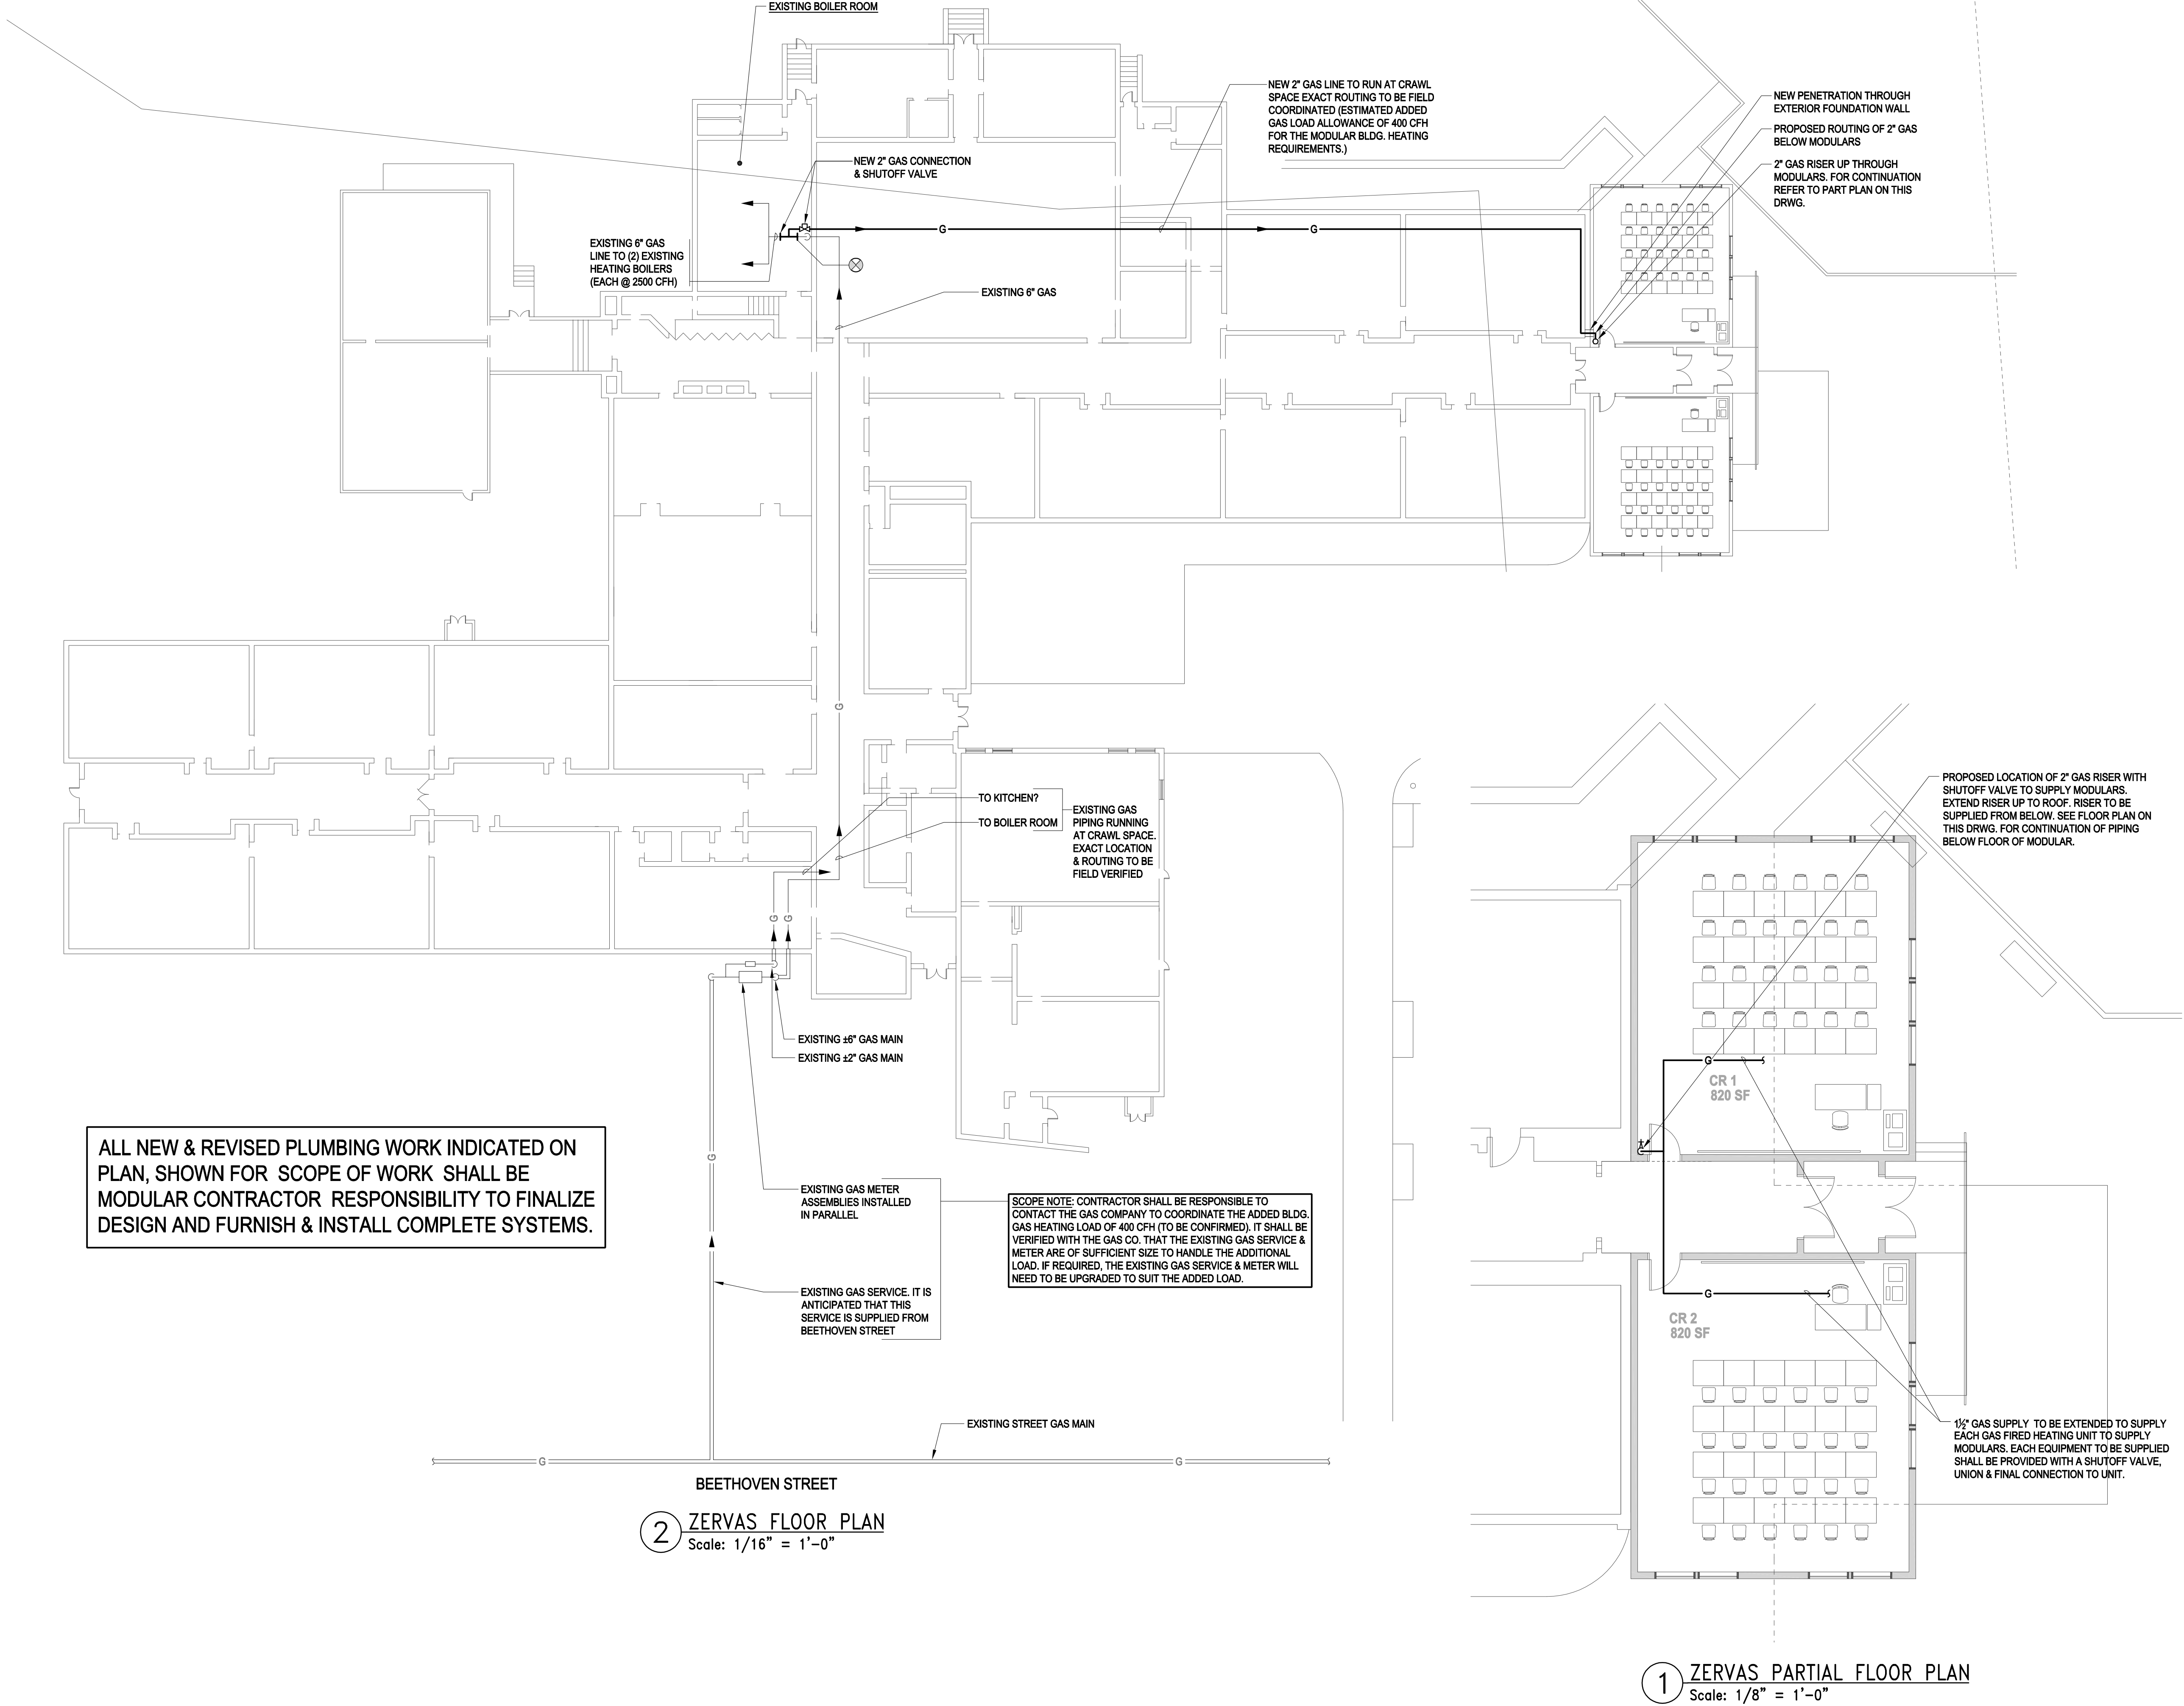 EXISTING BOILER ROOM
NEW 2" GAS LINE TO RUN AT CRAWL
SPACE EXACT ROUTING TO BE FIELD
COORDINATED (ESTIMATED ADDED
GAS LOAD ALLOWANCE OF 400 CFH
FOR THE MODULAR BLDG. HEATING
REQUIREMENTS.)
NEW PENETRATION THROUGH
EXTERIOR FOUNDATION WALL
PROPOSED ROUTING OF 2" GAS
BELOW MODULARS
2" GAS RISER UP THROUGH
MODULARS. FOR CONTINUATION
REFER TO PART PLAN ON THIS
DRWG.
NEW 2" GAS CONNECTION
& SHUTOFF VALVE
G
G
EXISTING 6" GAS
LINE TO (2) EXISTING
HEATING BOILERS
(EACH @ 2500 CFH)
EXISTING 6" GAS
G
TO KITCHEN?
TO BOILER ROOM
EXISTING GAS
PIPING RUNNING
AT CRAWL SPACE.
EXACT LOCATION
& ROUTING TO BE
FIELD VERIFIED
G
G
EXISTING ±6" GAS MAIN
EXISTING ±2" GAS MAIN
ALL NEW & REVISED PLUMBING WORK INDICATED ON
PLAN, SHOWN FOR SCOPE OF WORK SHALL BE
MODULAR CONTRACTOR RESPONSIBILITY TO FINALIZE
DESIGN AND FURNISH & INSTALL COMPLETE SYSTEMS.
G
EXISTING GAS METER
ASSEMBLIES INSTALLED
IN PARALLEL
SCOPE NOTE: CONTRACTOR SHALL BE RESPONSIBLE TO
CONTACT THE GAS COMPANY TO COORDINATE THE ADDED BLDG.
GAS HEATING LOAD OF 400 CFH (TO BE CONFIRMED). IT SHALL BE
VERIFIED WITH THE GAS CO. THAT THE EXISTING GAS SERVICE &
METER ARE OF SUFFICIENT SIZE TO HANDLE THE ADDITIONAL
LOAD. IF REQUIRED, THE EXISTING GAS SERVICE & METER WILL
NEED TO BE UPGRADED TO SUIT THE ADDED LOAD.
EXISTING GAS SERVICE. IT IS
ANTICIPATED THAT THIS
SERVICE IS SUPPLIED FROM
BEETHOVEN STREET
EXISTING STREET GAS MAIN
G
G
BEETHOVEN STREET
2
ZERVAS FLOOR PLAN
Scale: 1/16" = 1'-0"
PROPOSED LOCATION OF 2" GAS RISER WITH
SHUTOFF VALVE TO SUPPLY MODULARS.
EXTEND RISER UP TO ROOF. RISER TO BE
SUPPLIED FROM BELOW. SEE FLOOR PLAN ON
THIS DRWG. FOR CONTINUATION OF PIPING
BELOW FLOOR OF MODULAR.
G
CR 1
820 SF
G
CR 2
820 SF
1½" GAS SUPPLY TO BE EXTENDED TO SUPPLY
EACH GAS FIRED HEATING UNIT TO SUPPLY
MODULARS. EACH EQUIPMENT TO BE SUPPLIED
SHALL BE PROVIDED WITH A SHUTOFF VALVE,
UNION & FINAL CONNECTION TO UNIT.
1
ZERVAS PARTIAL FLOOR PLAN
Scale: 1/8" = 1'-0"